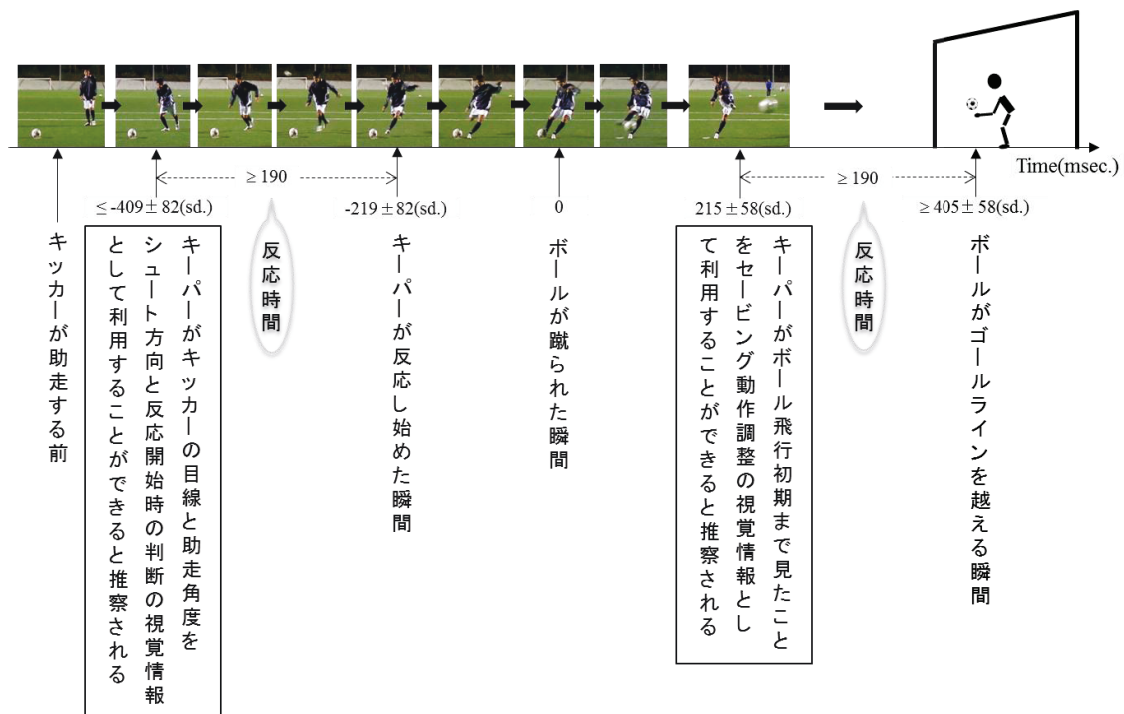 Time(msec.)
≥190
≥190
≤-409±82(sd.)
-219±82(sd.)
0
215±58(sd.)
≥405±58(sd.)
キッカーが助走する前
キーパーがキッカーの目線と助走角度を
シュート方向と反応開始時の判断の視覚情報
として利用することができると推察される
反応時間
キーパーが反応し始めた瞬間
ボールが蹴られた瞬間
キーパーがボール飛行初期まで見たこと
をセービング動作調整の視覚情報とし
て利用することができると推察される
反応時間
ボールがゴールラインを越える瞬間